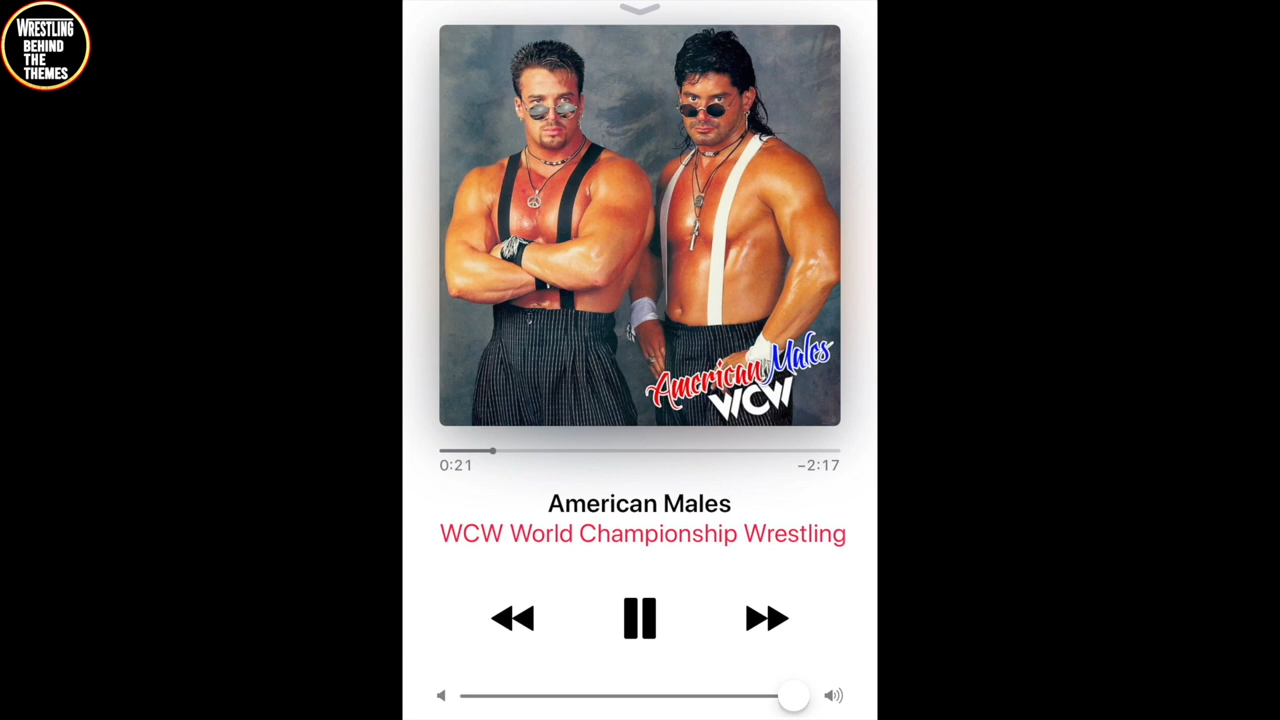 WRESTLING
BEHIND
THE
THEMES
American Males
WCW
0:21
−2:17
American Males
WCW World Championship Wrestling